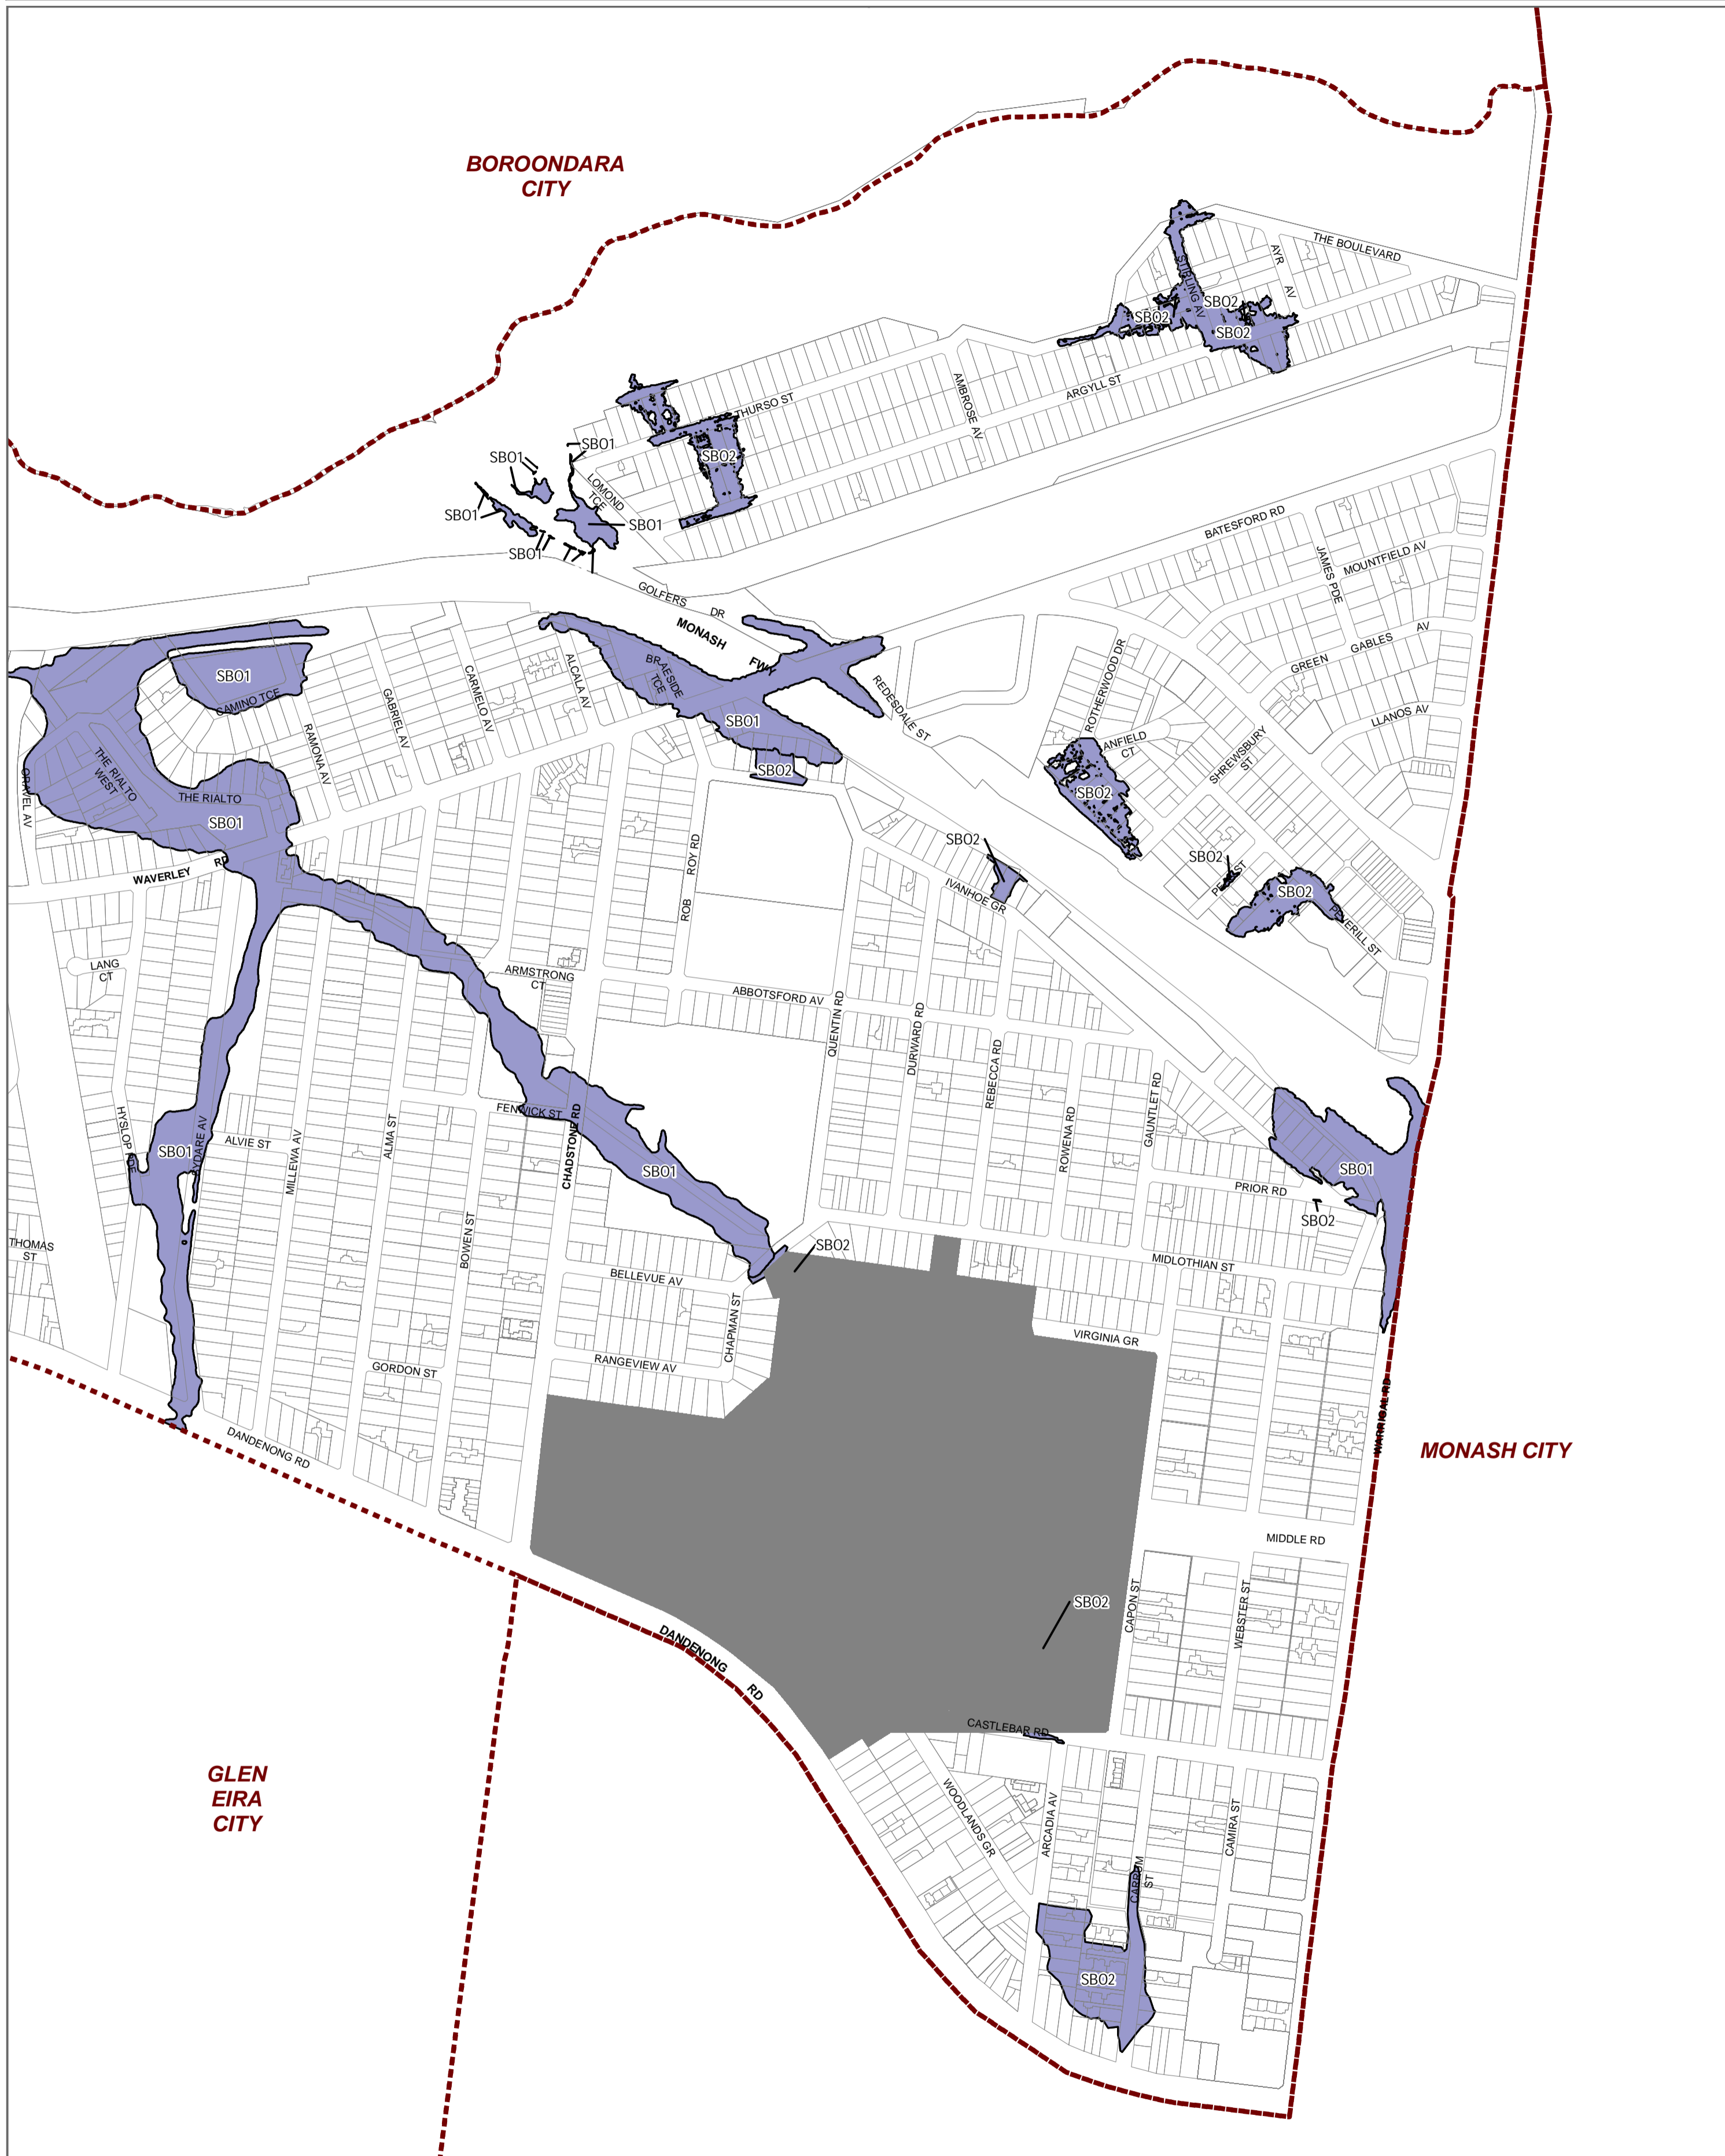 BOROONDARA
CITY
THE BOULEVARD
AYR
AV
STIRLING AV
SBO2
SBO2
SBO2
ARGYLL ST
AMBROSE AV
THURSO ST
SBO2
SBO1
SBO1
LOMOND
TCE
SBO1
SBO1
SBO1
BATESFORD RD
JAMES PDE
MOUNTFIELD AV
GOLFERS
DR
MONASH
FWY
GREEN
GABLES
AV
ROTHERWOOD DR
BRAESIDE
TCE
SBO1
CAMINO TCE
CARMELO AV
ALCALA AV
GABRIEL AV
REDESDALE ST
LLANOS AV
SBO1
RAMONA AV
ANFIELD
CT
SHREWSBURY
ST
THE RIALTO
WEST
SBO2
GRAVEL AV
THE RIALTO
SBO2
SBO1
ROY RD
ROB
SBO2
SBO2
WAVERLEY
RD
IVANHOE GR
SBO2
PEVERILL ST
LANG
CT
ARMSTRONG
CT
ABBOTSFORD AV
QUENTIN RD
DURWARD RD
REBECCA RD
ROWENA RD
GAUNTLET RD
FENWICK ST
CHADSTONE RD
HYSLOP PDE
ALMA ST
ALVIE ST
SBO1
MILLEWA AV
SBO1
SBO1
PRIOR RD
SBO2
THOMAS
ST
BOWEN ST
SBO2
MIDLOTHIAN ST
BELLEVUE AV
CHAPMAN ST
VIRGINIA GR
RANGEVIEW AV
GORDON ST
WARRIGAL RD
DANDENONG RD
MONASH CITY
MIDDLE RD
SBO2
CAPON ST
WEBSTER ST
DANDENONG
RD
CASTLEBAR RD
GLEN
EIRA
CITY
WOODLANDS GR
ARCADIA AV
CAMIRA ST
CARRUM
ST
SBO2